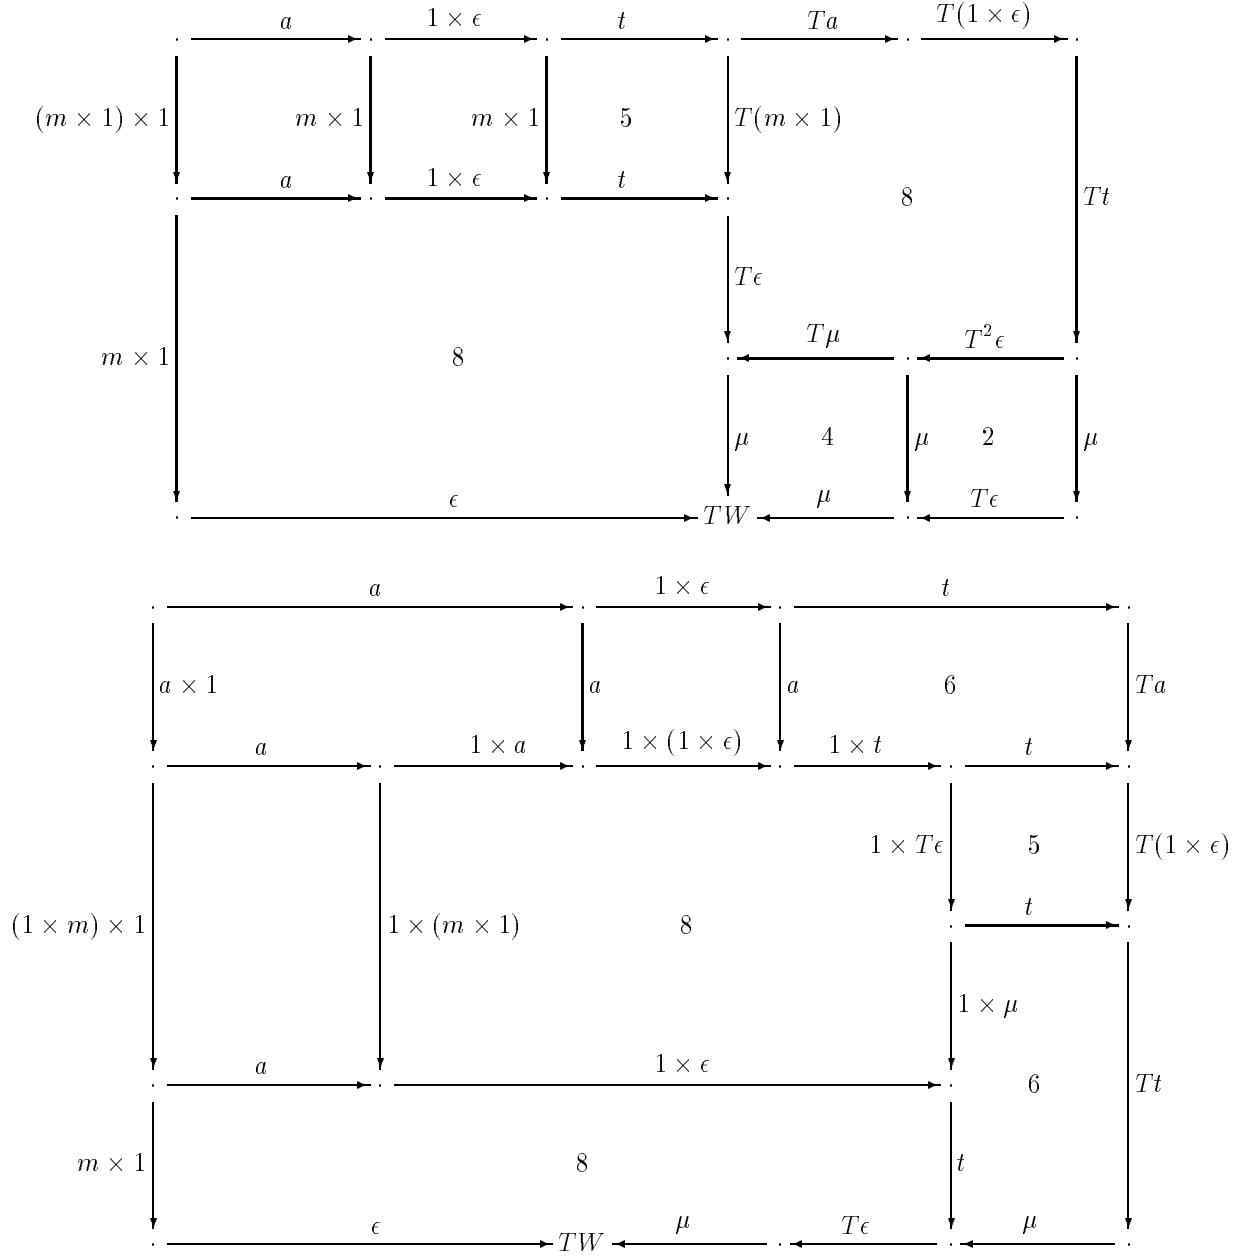 a 1 × ϵ t Ta T(1 × ϵ)
(m × 1) × 1 m × 1 m × 1 5 T(m × 1)
a 1 × ϵ t 8 Tt
Tϵ
Tμ T²ϵ
m × 1 8
μ 4 μ 2 μ
ϵ TW μ Tϵ
a 1 × ϵ t
a × 1 a a 6 Ta
a 1 × a 1 × (1 × ϵ) 1 × t t
1 × Tϵ 5 T(1 × ϵ)
(1 × m) × 1 1 × (m × 1) 8 t
1 × μ
a 1 × ϵ 6 Tt
m × 1 8 t
ϵ TW μ Tϵ μ